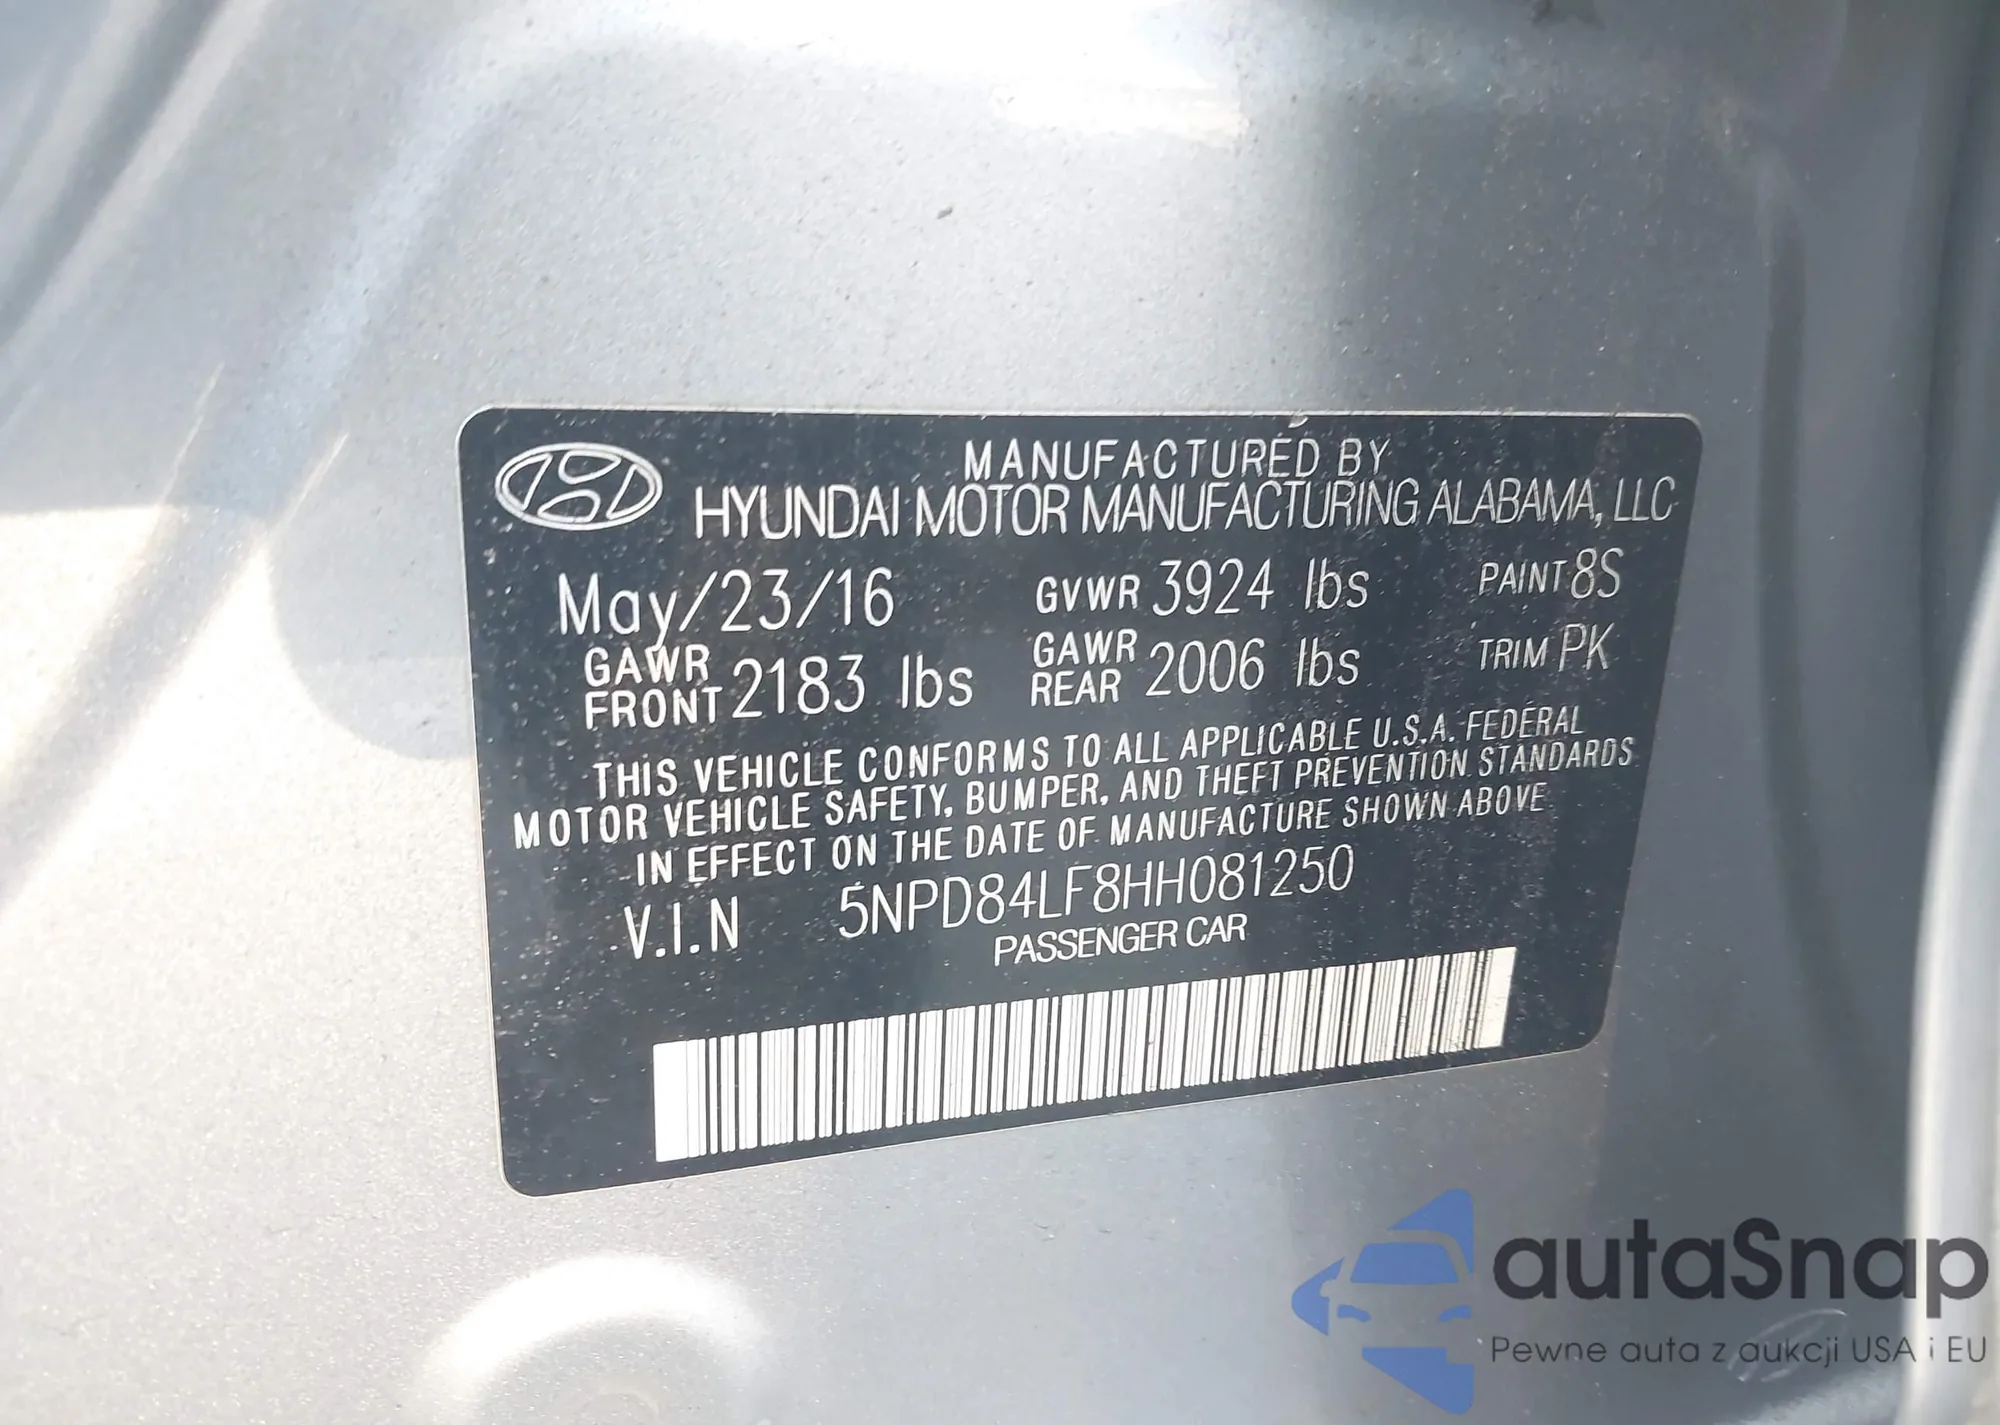 MANUFACTURED BY
HYUNDAI MOTOR MANUFACTURING ALABAMA, LLC
May/23/16 GVWR 3924 lbs PAINT 8S
GAWR FRONT 2183 lbs GAWR REAR 2006 lbs TRIM PK
THIS VEHICLE CONFORMS TO ALL APPLICABLE U.S.A. FEDERAL
MOTOR VEHICLE SAFETY, BUMPER, AND THEFT PREVENTION STANDARDS
IN EFFECT ON THE DATE OF MANUFACTURE SHOWN ABOVE
V.I.N 5NPD84LF8HH081250
PASSENGER CAR
autaSnap
Pewne auta z aukcji USA i EU